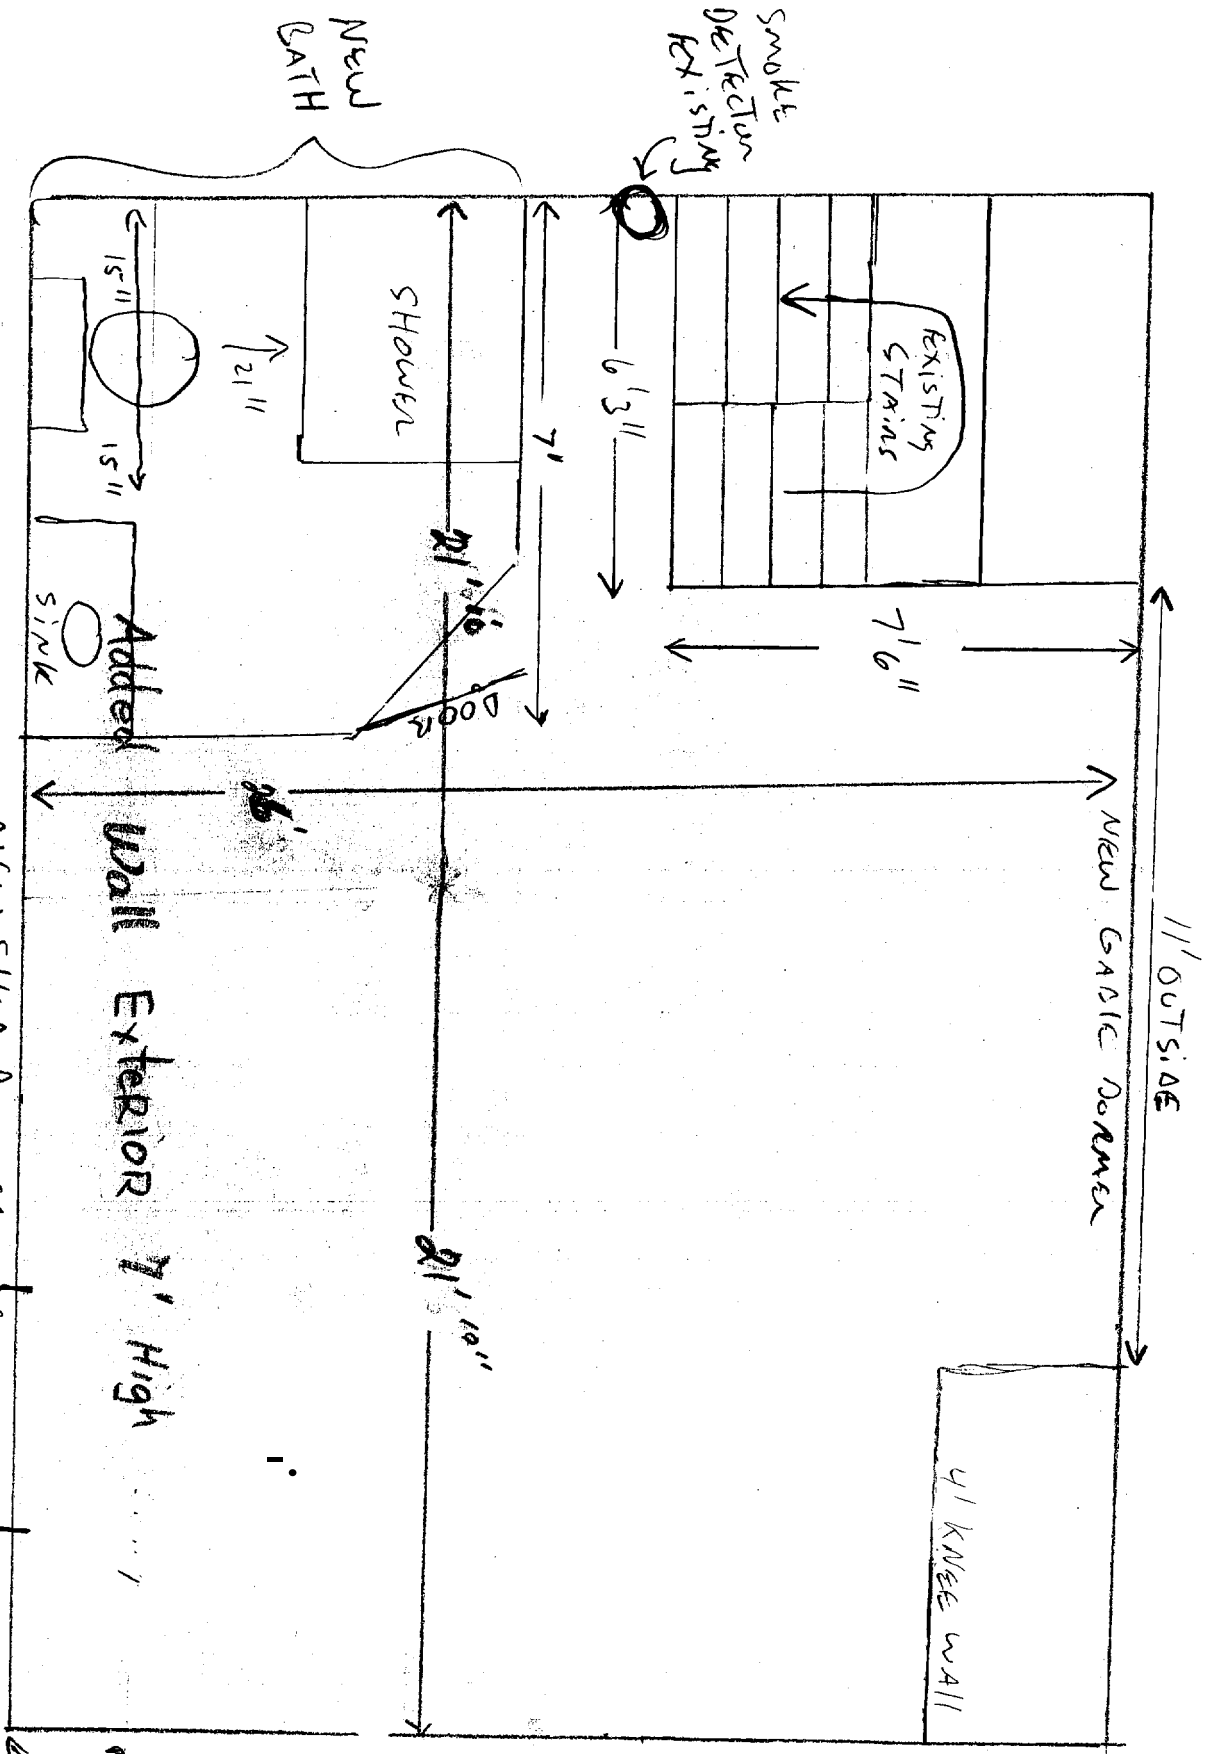 SMOKE
DETECTOR
EXISTING
NEW
BATH
EXISTING
STAIRS
6'3"
7'6"
11' OUTSIDE
NEW GABLE DORMER
4' KNEE WALL
SHOWER
7"
21"
15"
15"
DOOR
SINK
26'
21' 10"
21' 10"
Added Wall ExteRIOR 7' High